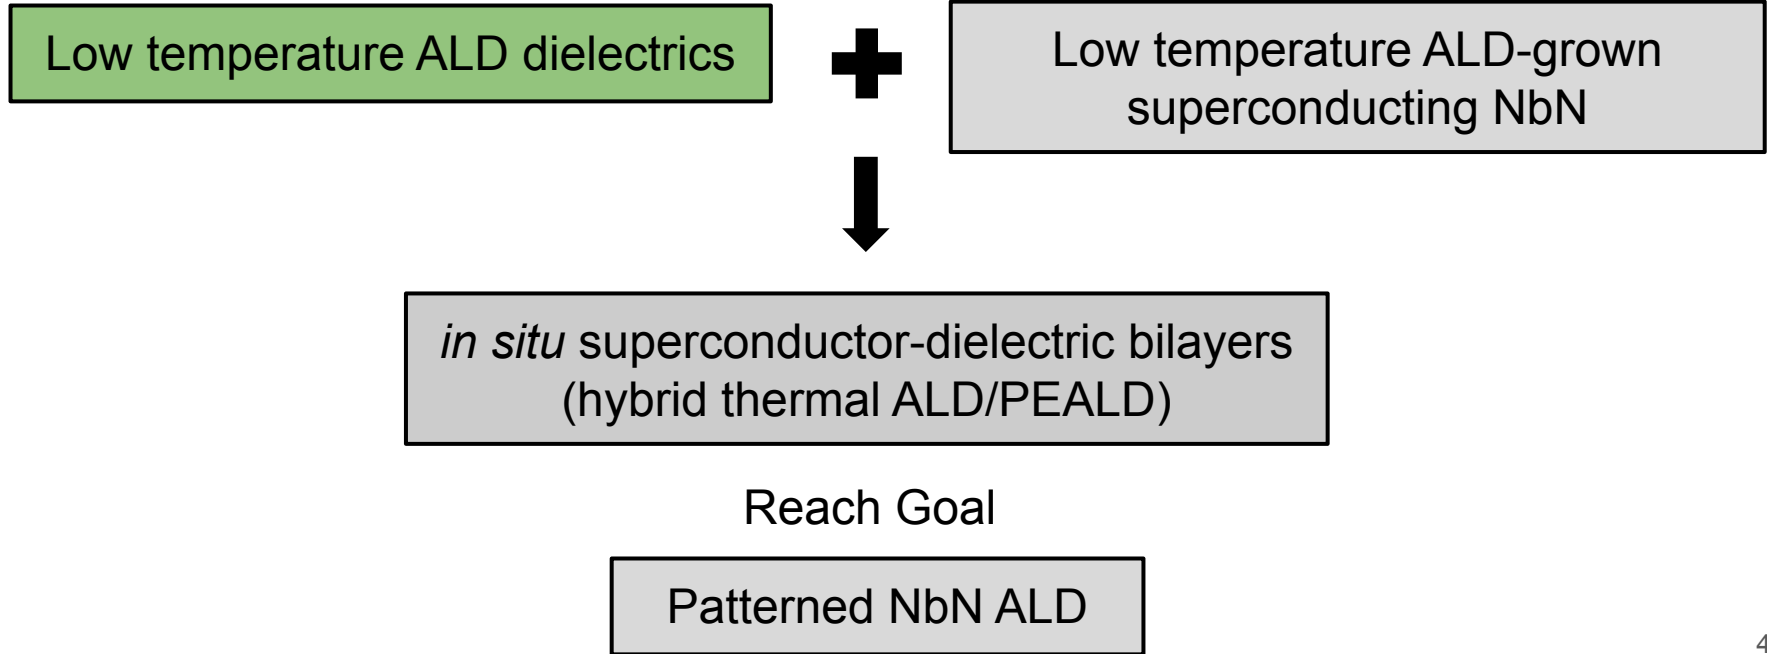 Low temperature ALD dielectrics
Low temperature ALD-grown
superconducting NbN
in situ superconductor-dielectric bilayers
(hybrid thermal ALD/PEALD)
Reach Goal
Patterned NbN ALD
4